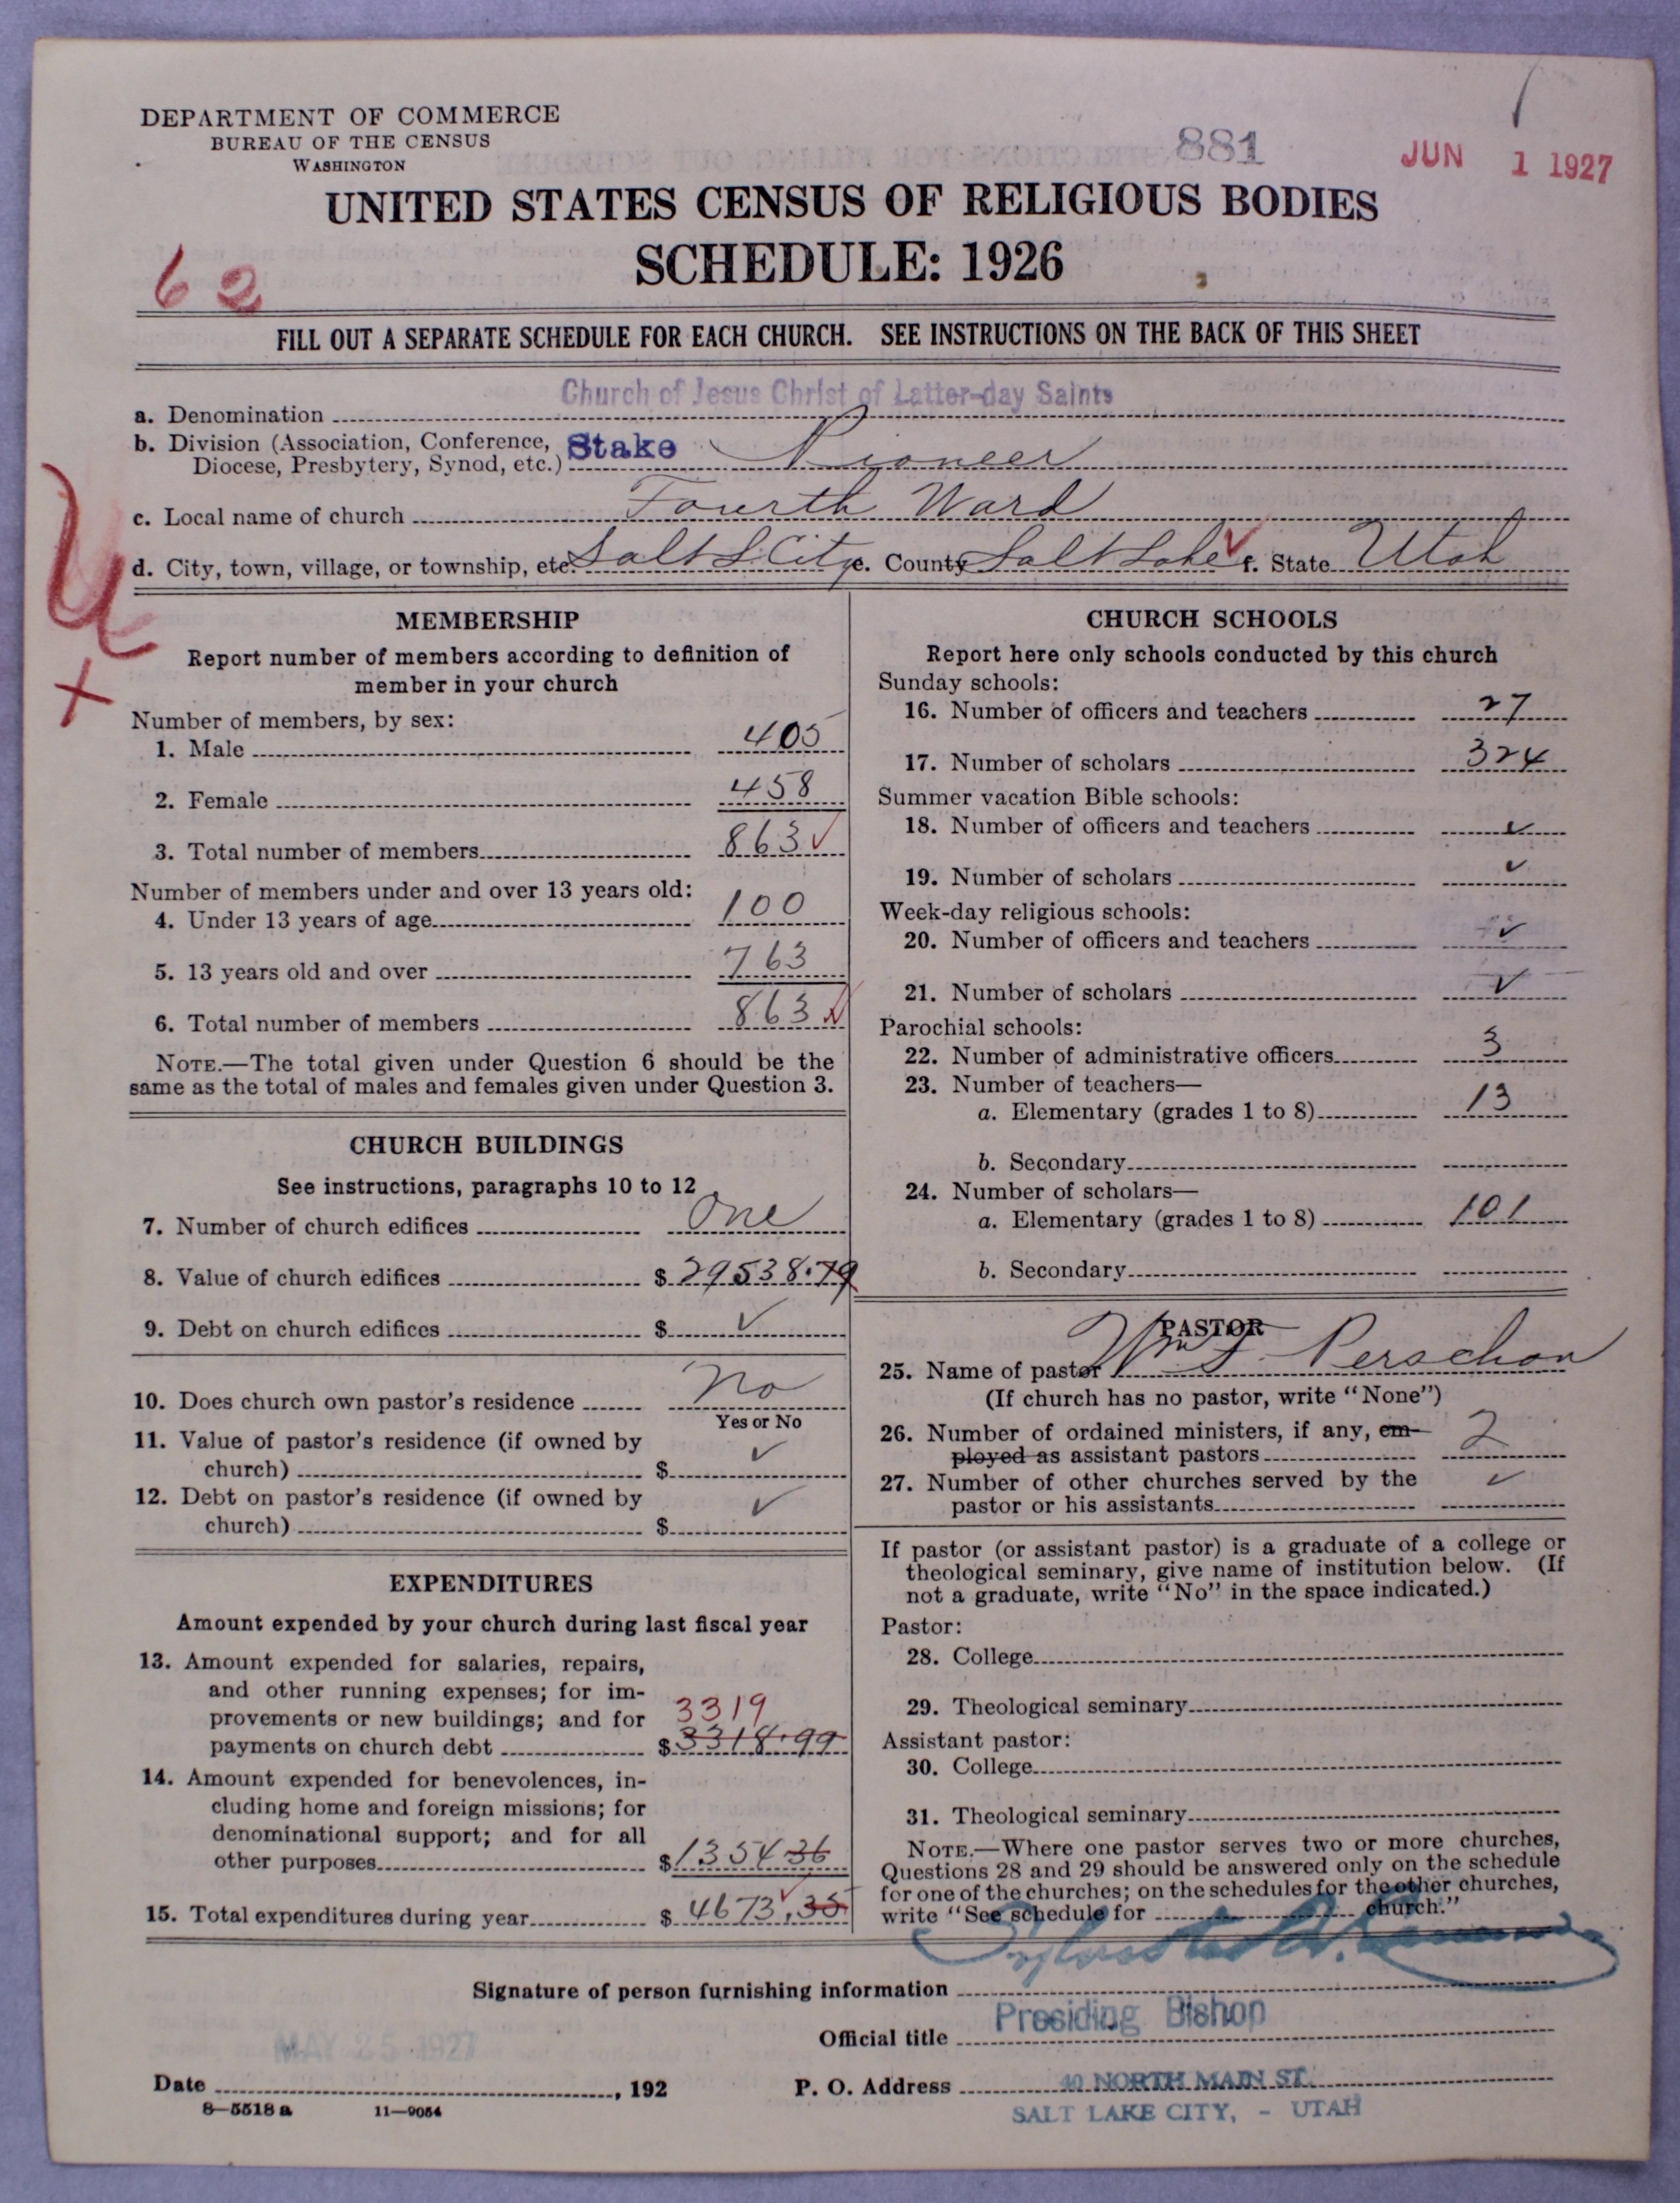 DEPARTMENT OF COMMERCE
BUREAU OF THE CENSUS
WASHINGTON
881
JUN 1 1927
UNITED STATES CENSUS OF RELIGIOUS BODIES
SCHEDULE: 1926
62
FILL OUT A SEPARATE SCHEDULE FOR EACH CHURCH. SEE INSTRUCTIONS ON THE BACK OF THIS SHEET
a. Denomination Church of Jesus Christ of Latter-day Saints
b. Division (Association, Conference, Diocese, Presbytery, Synod, etc.) Stake Pioneer
c. Local name of church Fourth Ward
d. City, town, village, or township, etc. Salt L. City e. County Salt Lake f. State Utah
MEMBERSHIP
Report number of members according to definition of
member in your church
Number of members, by sex:
1. Male 405
2. Female 458
3. Total number of members 863 ✓
Number of members under and over 13 years old:
4. Under 13 years of age 100
5. 13 years old and over 763
6. Total number of members 863
NOTE.—The total given under Question 6 should be the
same as the total of males and females given under Question 3.
CHURCH BUILDINGS
See instructions, paragraphs 10 to 12
7. Number of church edifices One
8. Value of church edifices $ 29538.79
9. Debt on church edifices $ ✓
10. Does church own pastor's residence No
Yes or No
11. Value of pastor's residence (if owned by
church) $ ✓
12. Debt on pastor's residence (if owned by
church) $ ✓
EXPENDITURES
Amount expended by your church during last fiscal year
13. Amount expended for salaries, repairs,
and other running expenses; for im-
provements or new buildings; and for 3319
payments on church debt $ 3318.99
14. Amount expended for benevolences, in-
cluding home and foreign missions; for
denominational support; and for all
other purposes $ 1354 36
15. Total expenditures during year $ 4673.35
CHURCH SCHOOLS
Report here only schools conducted by this church
Sunday schools:
16. Number of officers and teachers 27
17. Number of scholars 324
Summer vacation Bible schools:
18. Number of officers and teachers ✓
19. Number of scholars ✓
Week-day religious schools:
20. Number of officers and teachers ✓
21. Number of scholars ✓
Parochial schools:
22. Number of administrative officers 3
23. Number of teachers—
a. Elementary (grades 1 to 8) 13
b. Secondary
24. Number of scholars—
a. Elementary (grades 1 to 8) 101
b. Secondary
PASTOR
25. Name of pastor Wm F. Perschon
(If church has no pastor, write "None")
26. Number of ordained ministers, if any, em-
ployed as assistant pastors 2
27. Number of other churches served by the
pastor or his assistants ✓
If pastor (or assistant pastor) is a graduate of a college or
theological seminary, give name of institution below. (If
not a graduate, write "No" in the space indicated.)
Pastor:
28. College
29. Theological seminary
Assistant pastor:
30. College
31. Theological seminary
NOTE.—Where one pastor serves two or more churches,
Questions 28 and 29 should be answered only on the schedule
for one of the churches; on the schedules for the other churches,
write "See schedule for church."
Signature of person furnishing information
Official title Presiding Bishop
MAY 25 1927
Date , 192
P. O. Address 40 NORTH MAIN ST.
SALT LAKE CITY, - UTAH
8—5518 a 11—9054